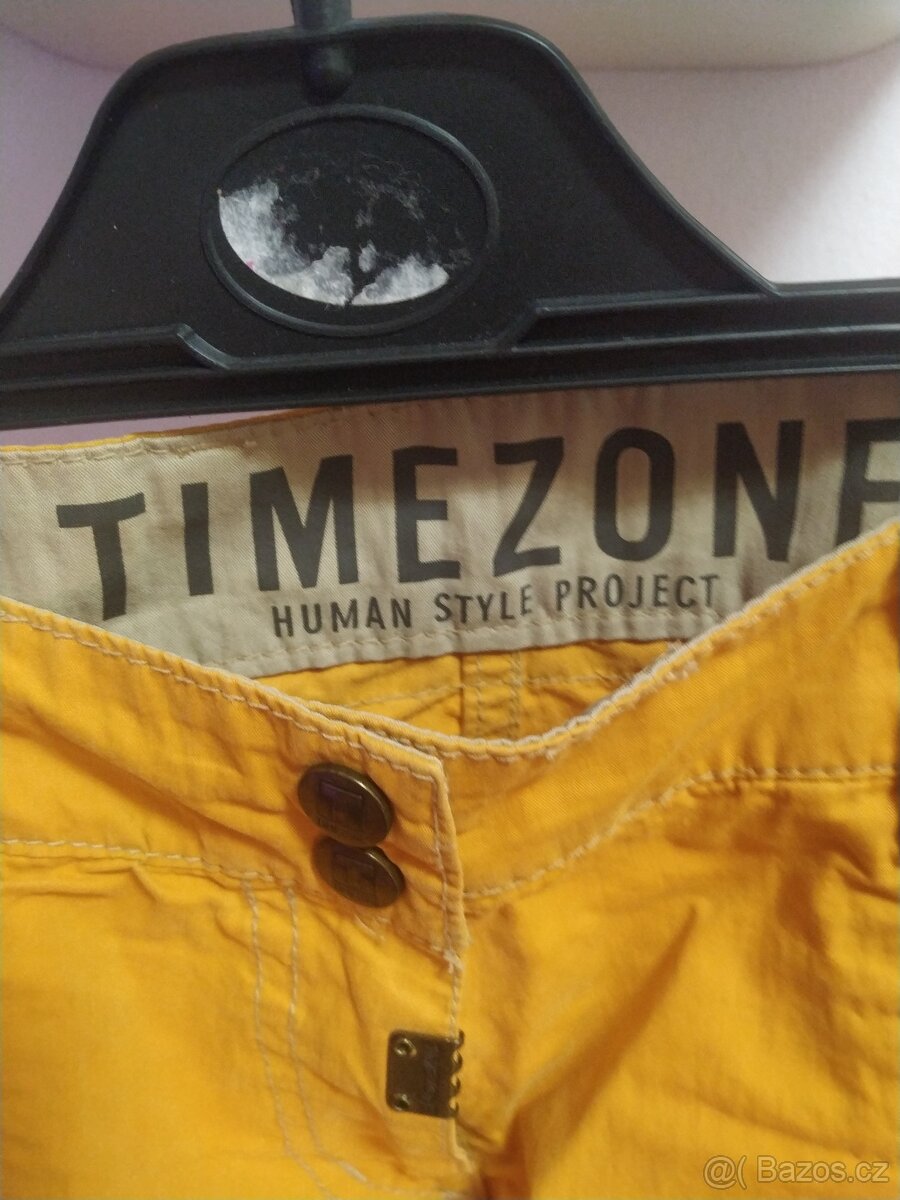 TIMEZONE
HUMAN STYLE PROJECT
@( Bazos.cz